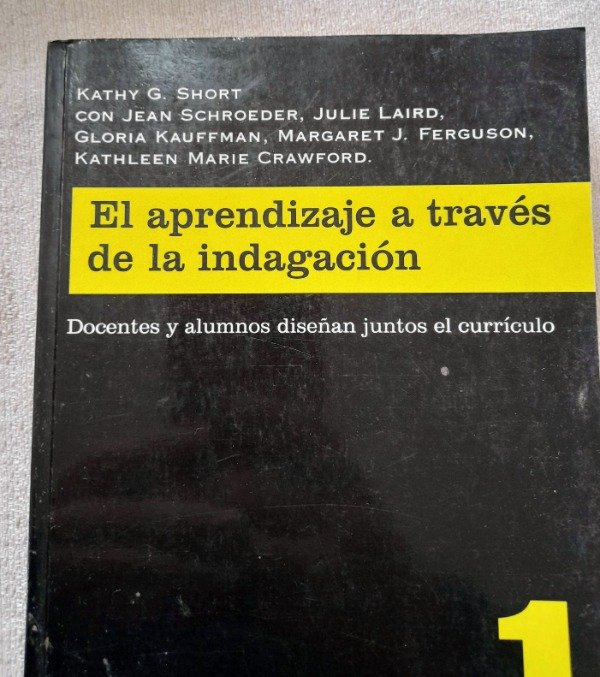 KATHY G. SHORT
CON JEAN SCHROEDER, JULIE LAIRD,
GLORIA KAUFFMAN, MARGARET J. FERGUSON,
KATHLEEN MARIE CRAWFORD.
El aprendizaje a través
de la indagación
Docentes y alumnos diseñan juntos el currículo
1